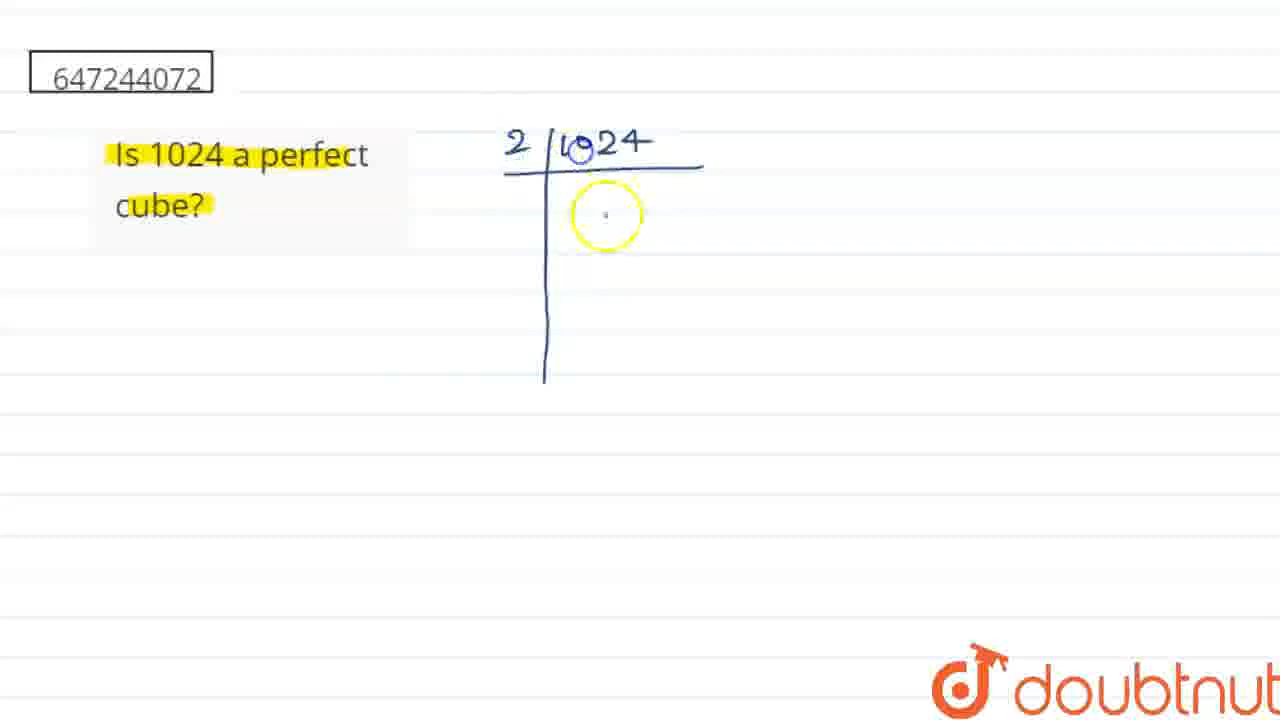 647244072
Is 1024 a perfect
cube?
2 1024
doubtnut